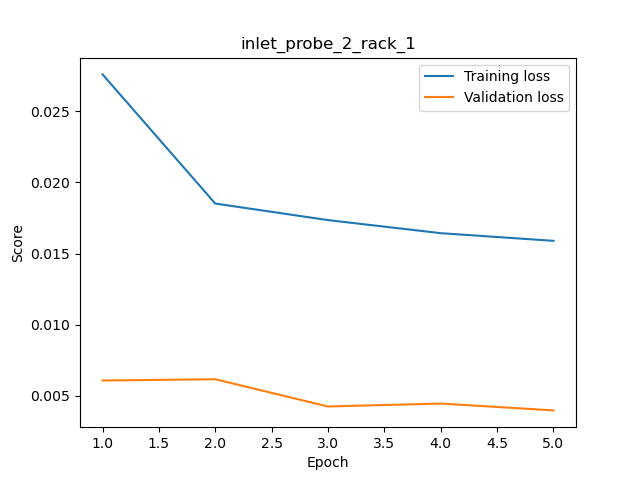 inlet_probe_2_rack_1
Training loss
Validation loss
0.025
0.020
0.015
0.010
0.005
Score
1.0 1.5 2.0 2.5 3.0 3.5 4.0 4.5 5.0
Epoch